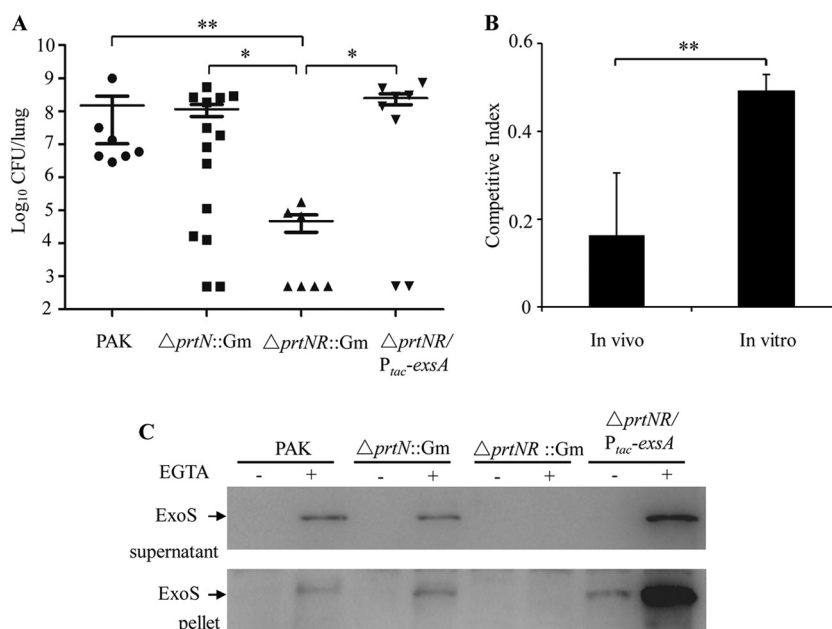 A
**
*
*
Log10 CFU/lung
10
9
8
7
6
5
4
3
2
PAK
△prtN::Gm
△prtNR::Gm
△prtNR/
Ptac-exsA
B
**
Competitive Index
0.6
0.4
0.2
0
In vivo
In vitro
C
PAK
△prtN::Gm
△prtNR ::Gm
△prtNR/
Ptac-exsA
EGTA - + - + - + - +
ExoS
supernatant
ExoS
pellet